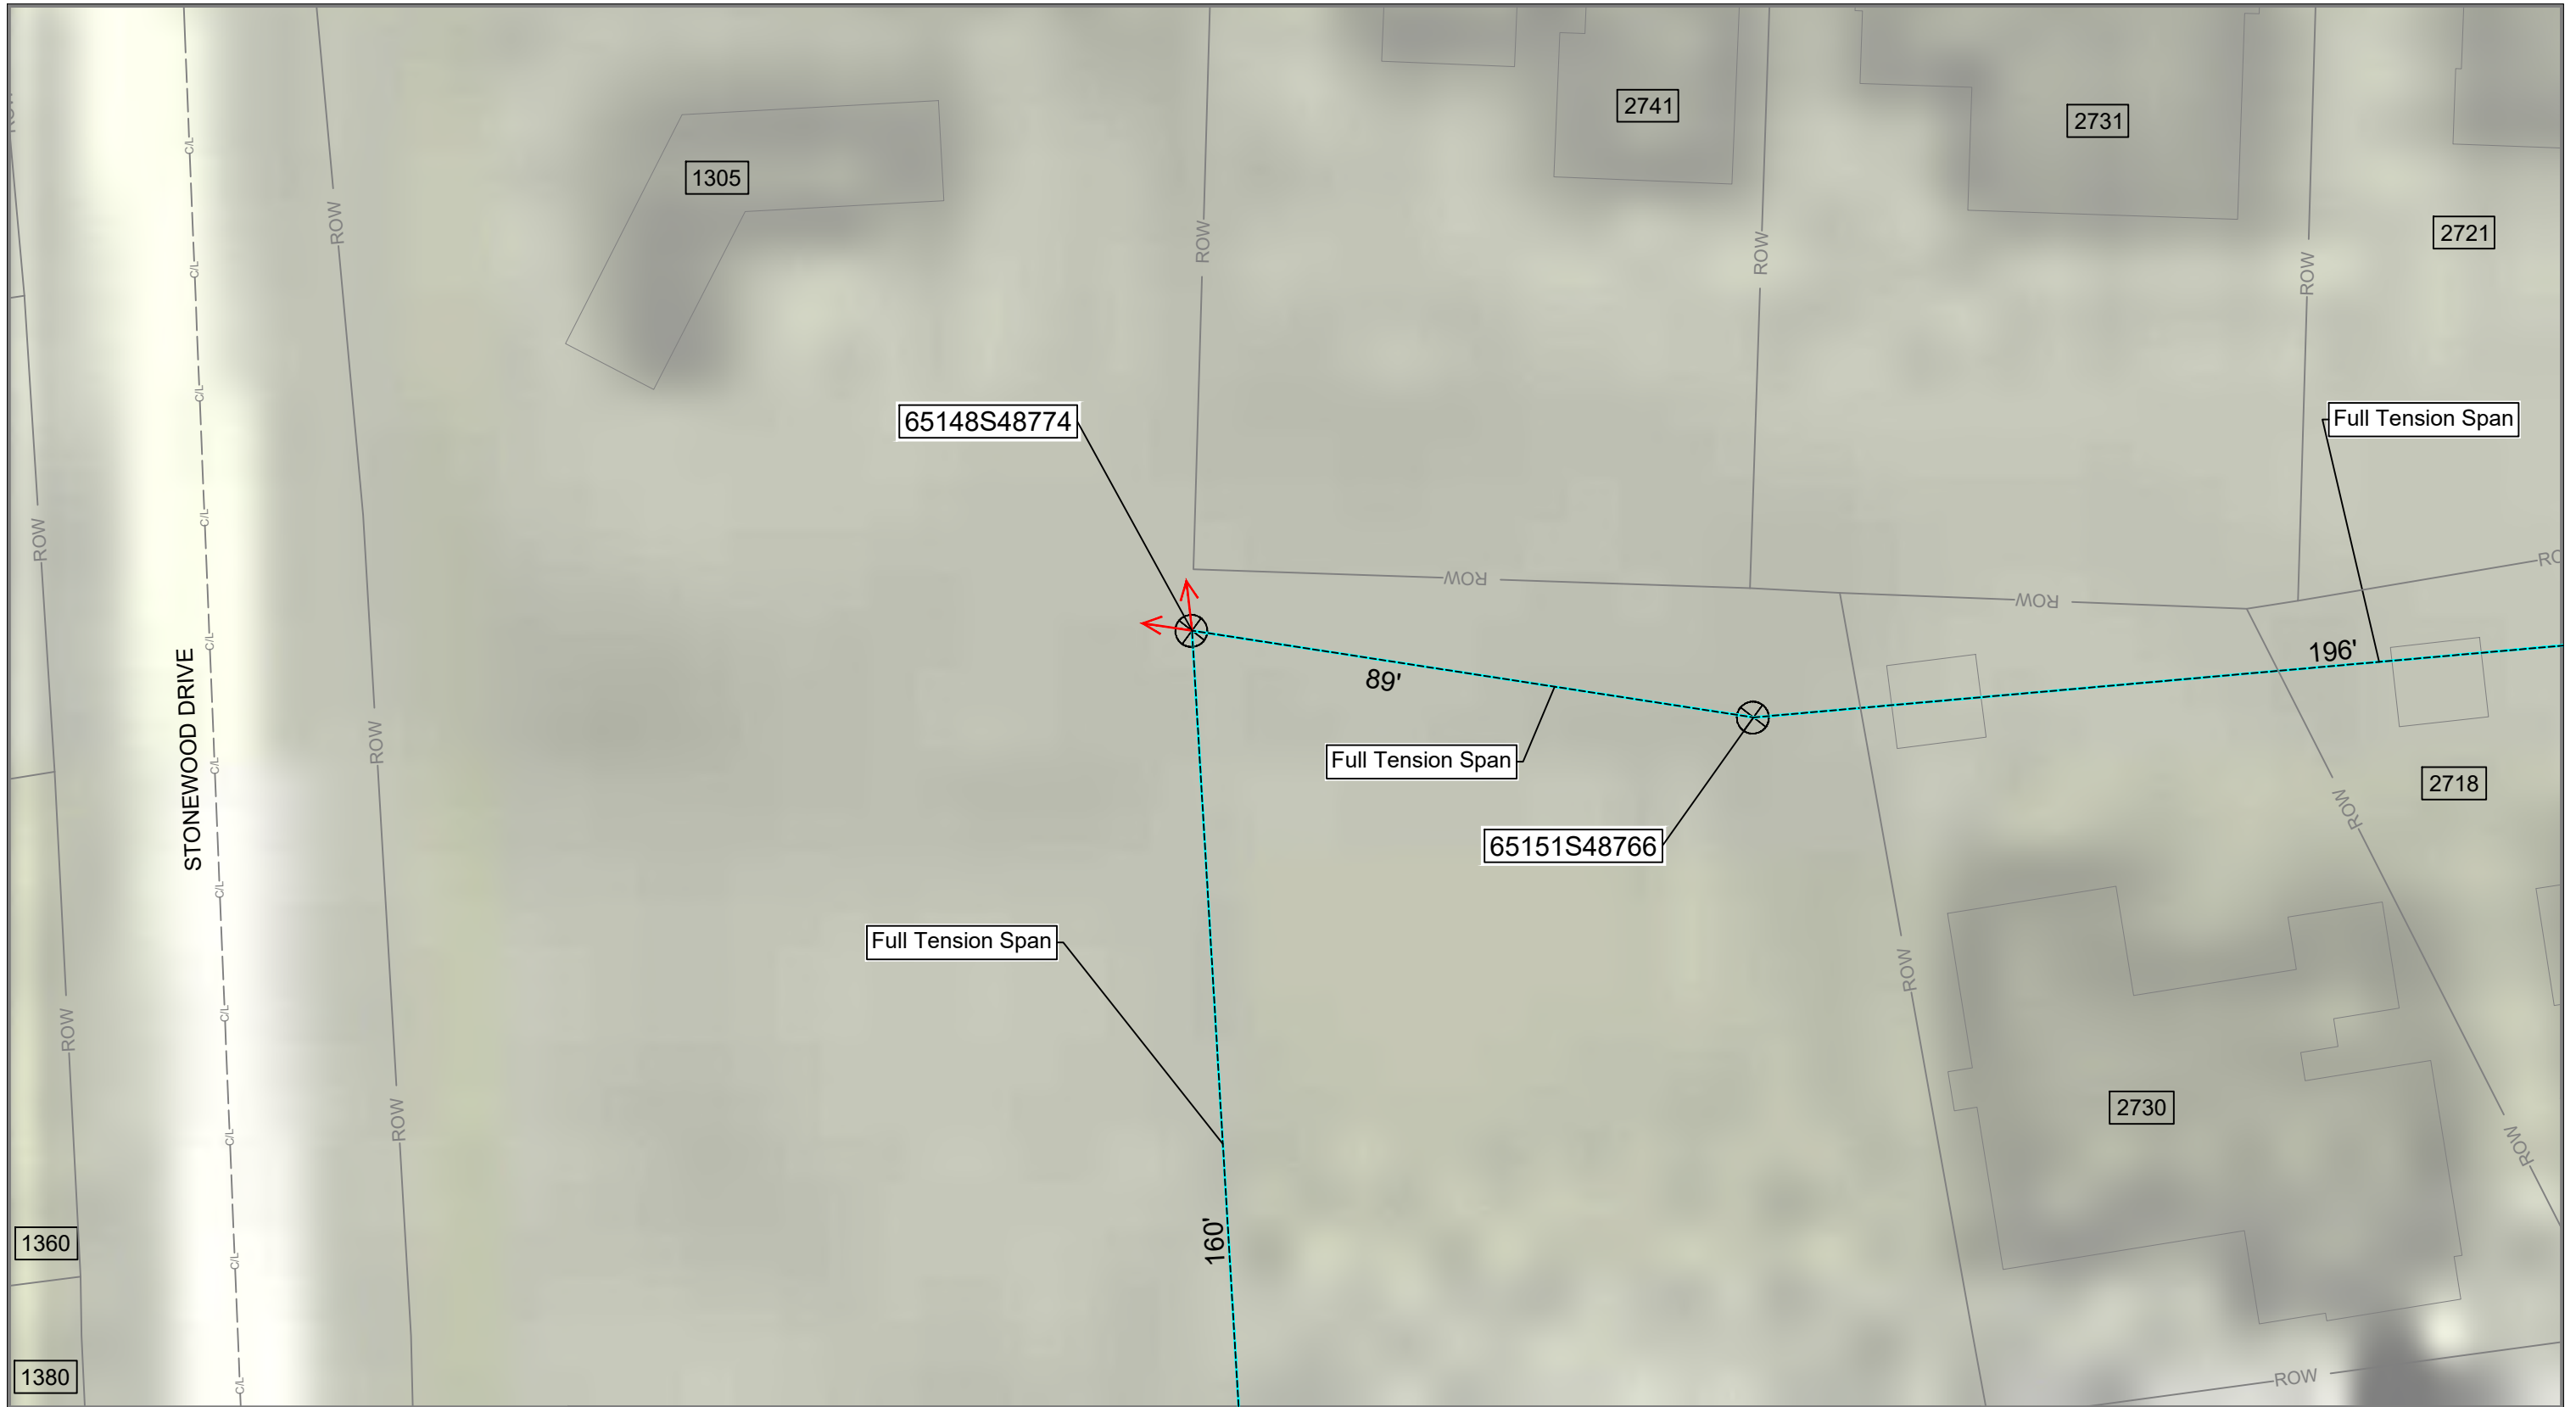 2741
2731
1305
2721
ROW
ROW
ROW
ROW
65148S48774
Full Tension Span
ROW
ROW
ROW
ROW
STONEWOOD DRIVE
196'
89'
ROW
Full Tension Span
2718
ROW
65151S48766
Full Tension Span
ROW
ROW
2730
ROW
ROW
160'
1360
1380
ROW
C/L
C/L
C/L
C/L
C/L
C/L
C/L
C/L
C/L
C/L
C/L